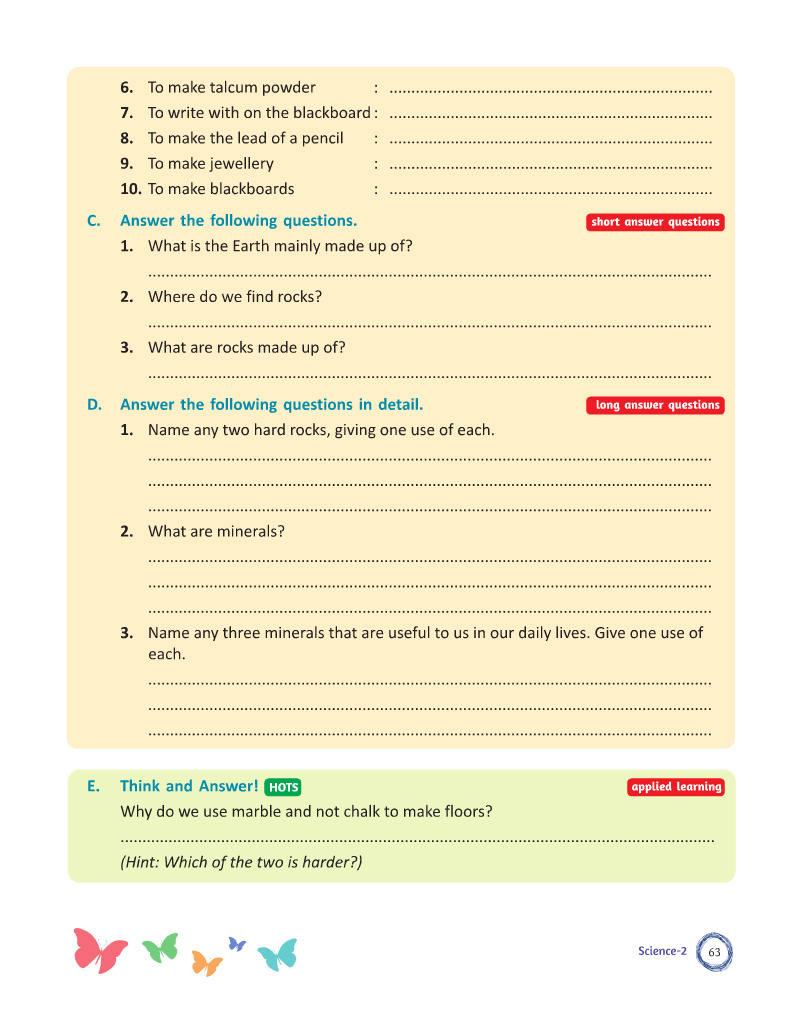 6. To make talcum powder : ..........................................................................
7. To write with on the blackboard : ..........................................................................
8. To make the lead of a pencil : ..........................................................................
9. To make jewellery : ..........................................................................
10. To make blackboards : ..........................................................................
C. Answer the following questions. short answer questions
1. What is the Earth mainly made up of?
................................................................................................................................
2. Where do we find rocks?
................................................................................................................................
3. What are rocks made up of?
................................................................................................................................
D. Answer the following questions in detail. long answer questions
1. Name any two hard rocks, giving one use of each.
................................................................................................................................
................................................................................................................................
................................................................................................................................
2. What are minerals?
................................................................................................................................
................................................................................................................................
................................................................................................................................
3. Name any three minerals that are useful to us in our daily lives. Give one use of
each.
................................................................................................................................
................................................................................................................................
................................................................................................................................
E. Think and Answer! HOTS applied learning
Why do we use marble and not chalk to make floors?
......................................................................................................................................
(Hint: Which of the two is harder?)
Science-2 63